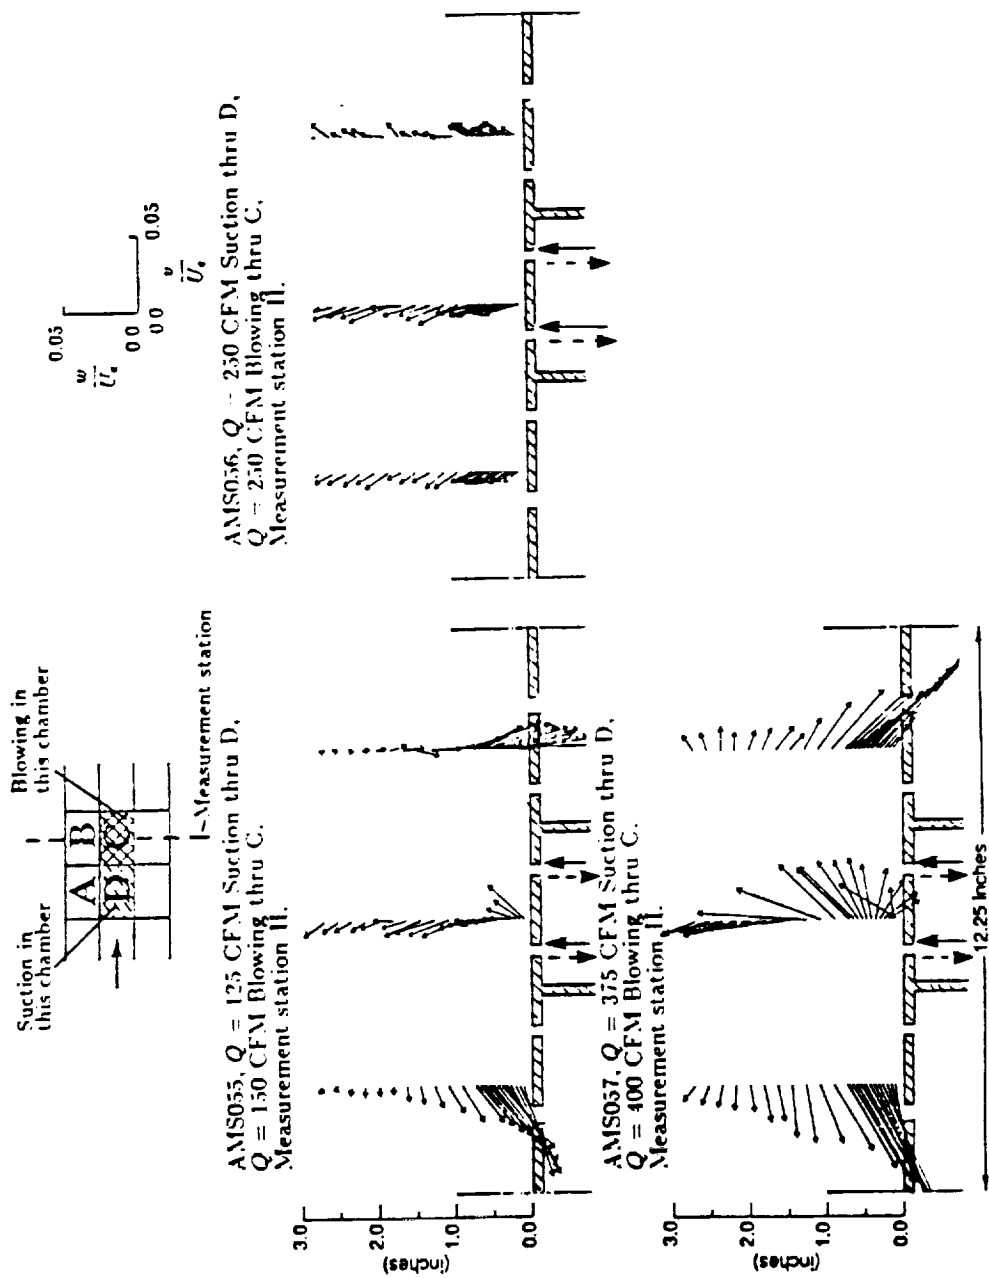 Suction in
this chamber
Blowing in
this chamber
A B
D C
Measurement station
0.05
w
U
0.0
0.0
0.05
v
U
AMS055, Q = 125 CFM Suction thru D,
Q = 150 CFM Blowing thru C,
Measurement station II.
AMS056, Q = 250 CFM Suction thru D,
Q = 250 CFM Blowing thru C,
Measurement station II.
3.0
2.0
1.0
0.0
(inches)
AMS057, Q = 375 CFM Suction thru D,
Q = 400 CFM Blowing thru C.
Measurement station II.
3.0
2.0
1.0
0.0
(inches)
12.25 Inches